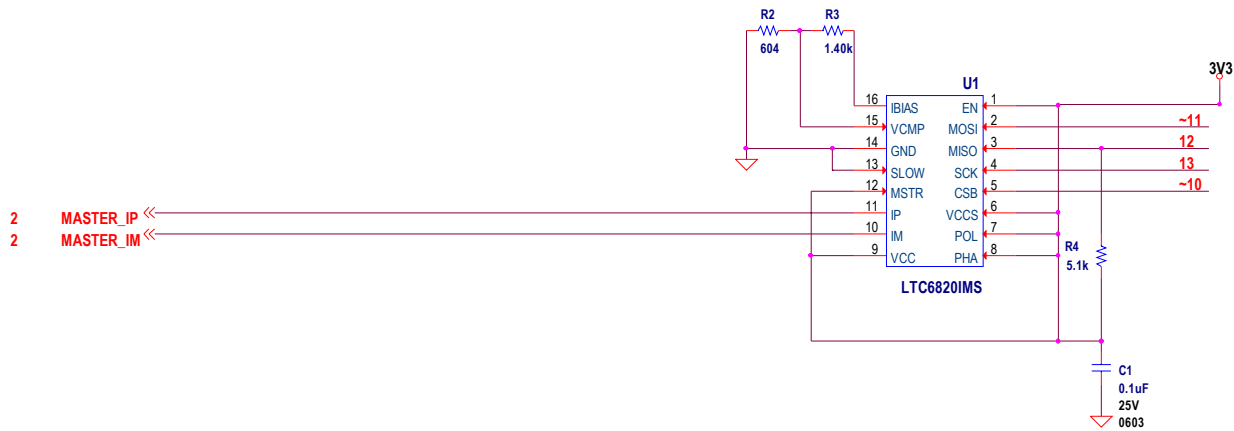 R2 R3
604 1.40k
3V3
U1
16 IBIAS EN 1
15 VCMP MOSI 2 ~11
14 GND MISO 3 12
13 SLOW SCK 4 13
12 MSTR CSB 5 ~10
2 MASTER_IP 11 IP VCCS 6
2 MASTER_IM 10 IM POL 7
9 VCC PHA 8
R4
5.1k
LTC6820IMS
C1
0.1uF
25V
0603